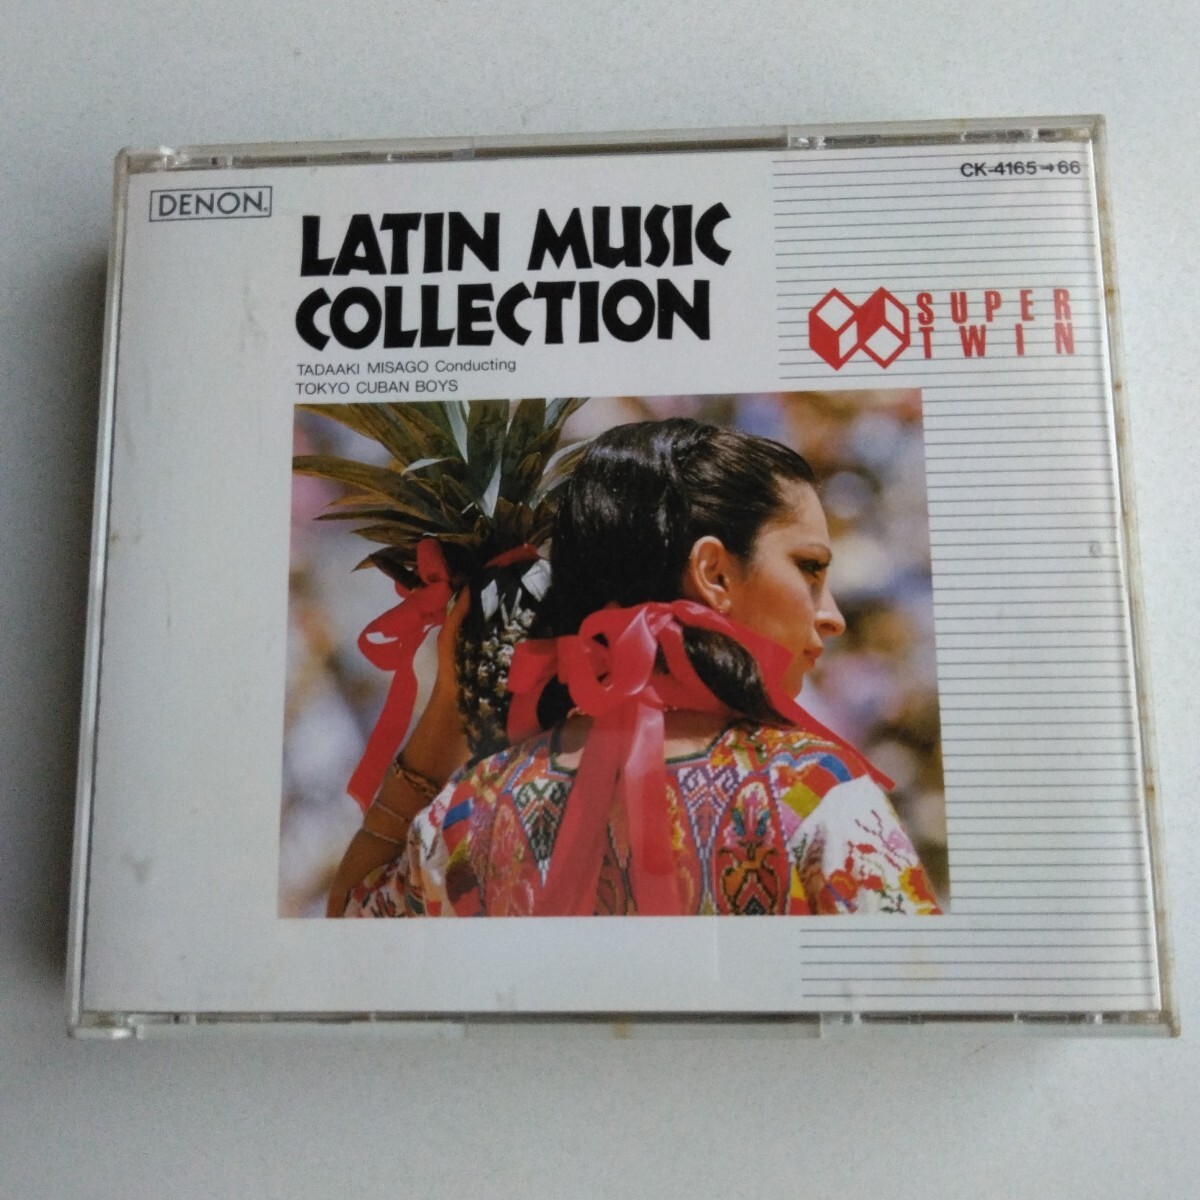 DENON
CK-4165→66
LATIN MUSIC
COLLECTION
SUPER
TWIN
TADAAKI MISAGO Conducting
TOKYO CUBAN BOYS